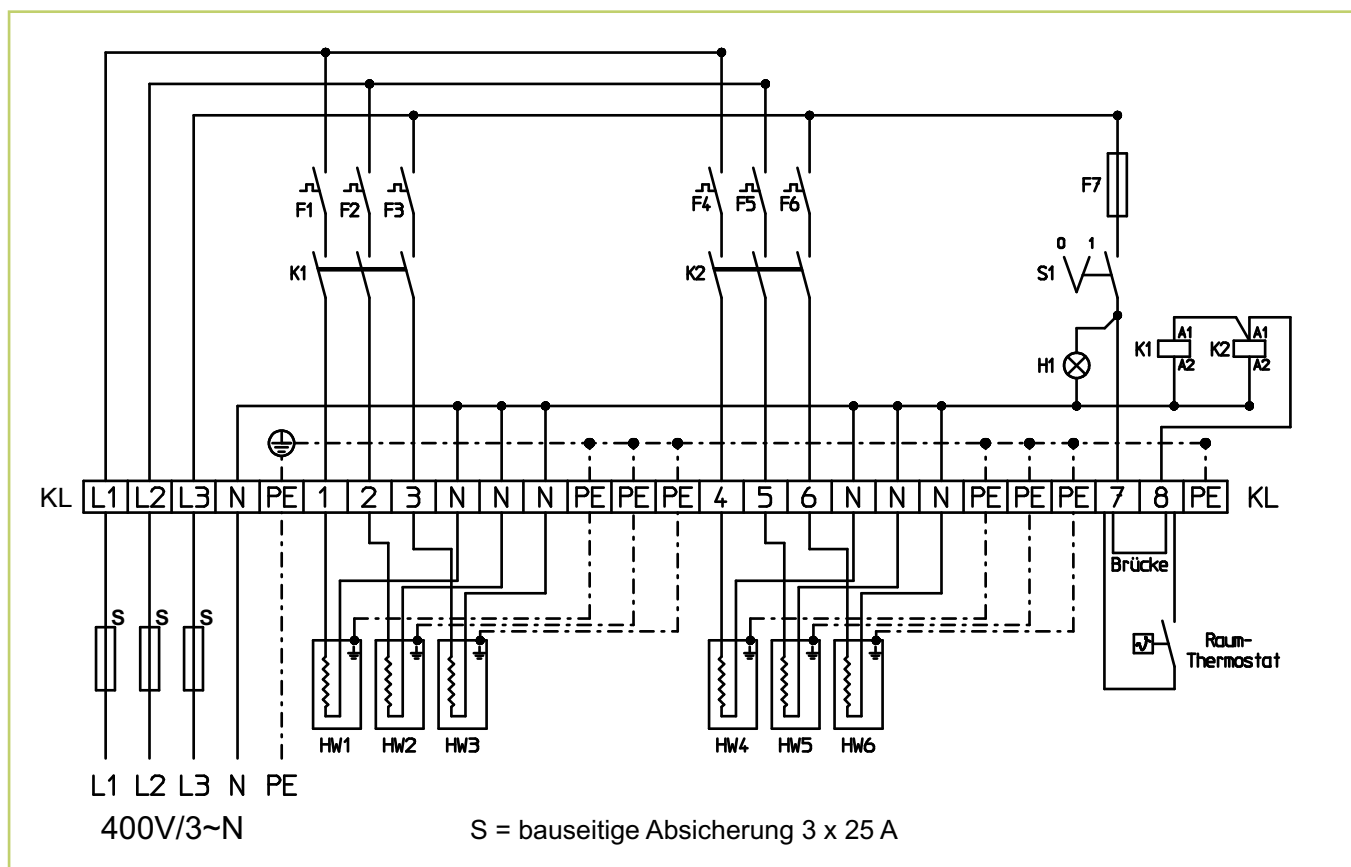 F1 F2 F3 F4 F5 F6 F7
0 1
K1 K2 S1
A1 A1
K1 K2
A2 A2
H1
KL L1 L2 L3 N PE 1 2 3 N N N PE PE PE 4 5 6 N N N PE PE PE 7 8 PE KL
Brücke
S S S
Raum-
Thermostat
HW1 HW2 HW3 HW4 HW5 HW6
L1 L2 L3 N PE
400V/3~N
S = bauseitige Absicherung 3 x 25 A